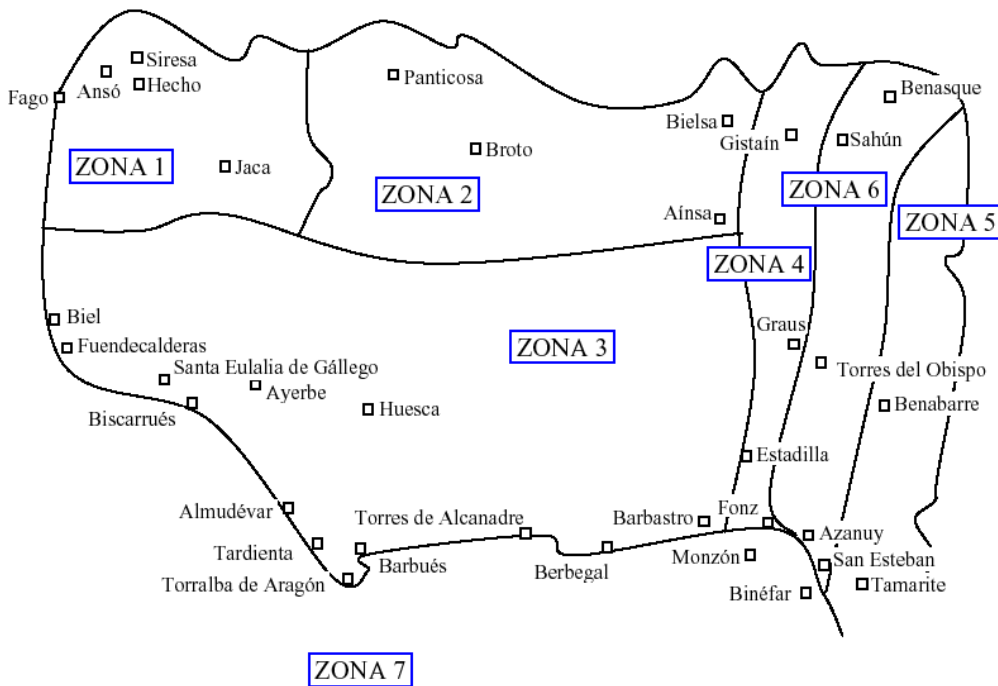 Siresa
Ansó
Hecho
Fago
Panticosa
Benasque
Bielsa
Gistaín
Sahún
Broto
ZONA 1
Jaca
ZONA 2
ZONA 6
Aínsa
ZONA 5
ZONA 4
Biel
Graus
Fuendecalderas
ZONA 3
Santa Eulalia de Gállego
Torres del Obispo
Ayerbe
Biscarrués
Huesca
Benabarre
Estadilla
Almudévar
Torres de Alcanadre
Barbastro
Fonz
Azanuy
Tardienta
Barbués
Berbegal
Monzón
San Esteban
Torralba de Aragón
Binéfar
Tamarite
ZONA 7